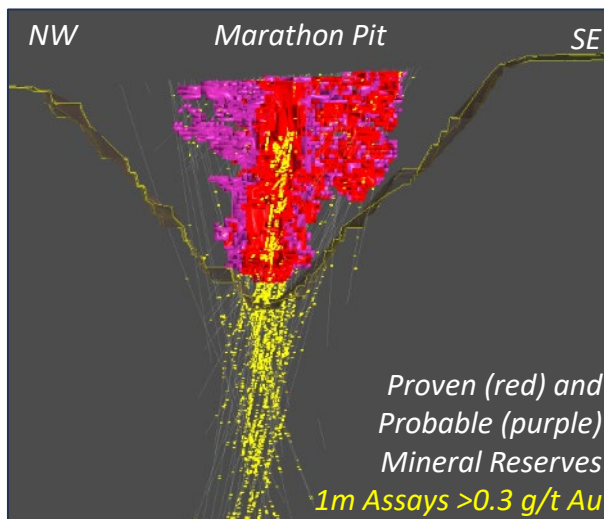 NW Marathon Pit SE
Proven (red) and
Probable (purple)
Mineral Reserves
1m Assays >0.3 g/t Au